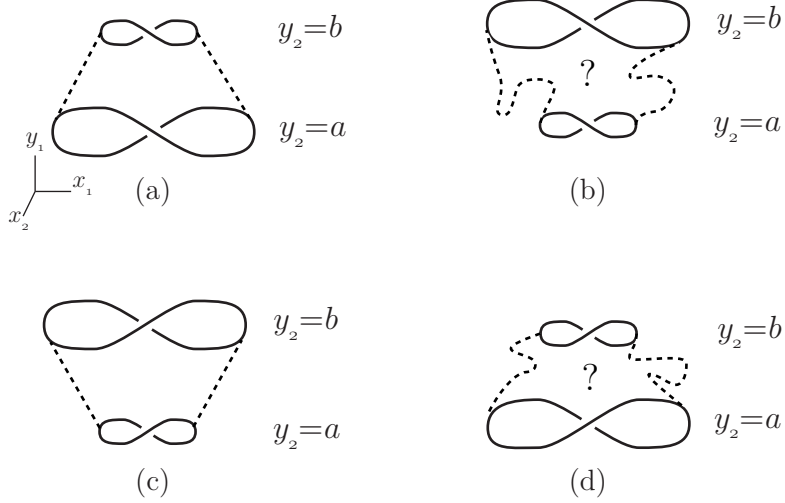 y₂=b
y₂=b
?
y₂=a
y₂=a
y₁
x₁
x₂
(a)
(b)
y₂=b
y₂=b
?
y₂=a
y₂=a
(c)
(d)